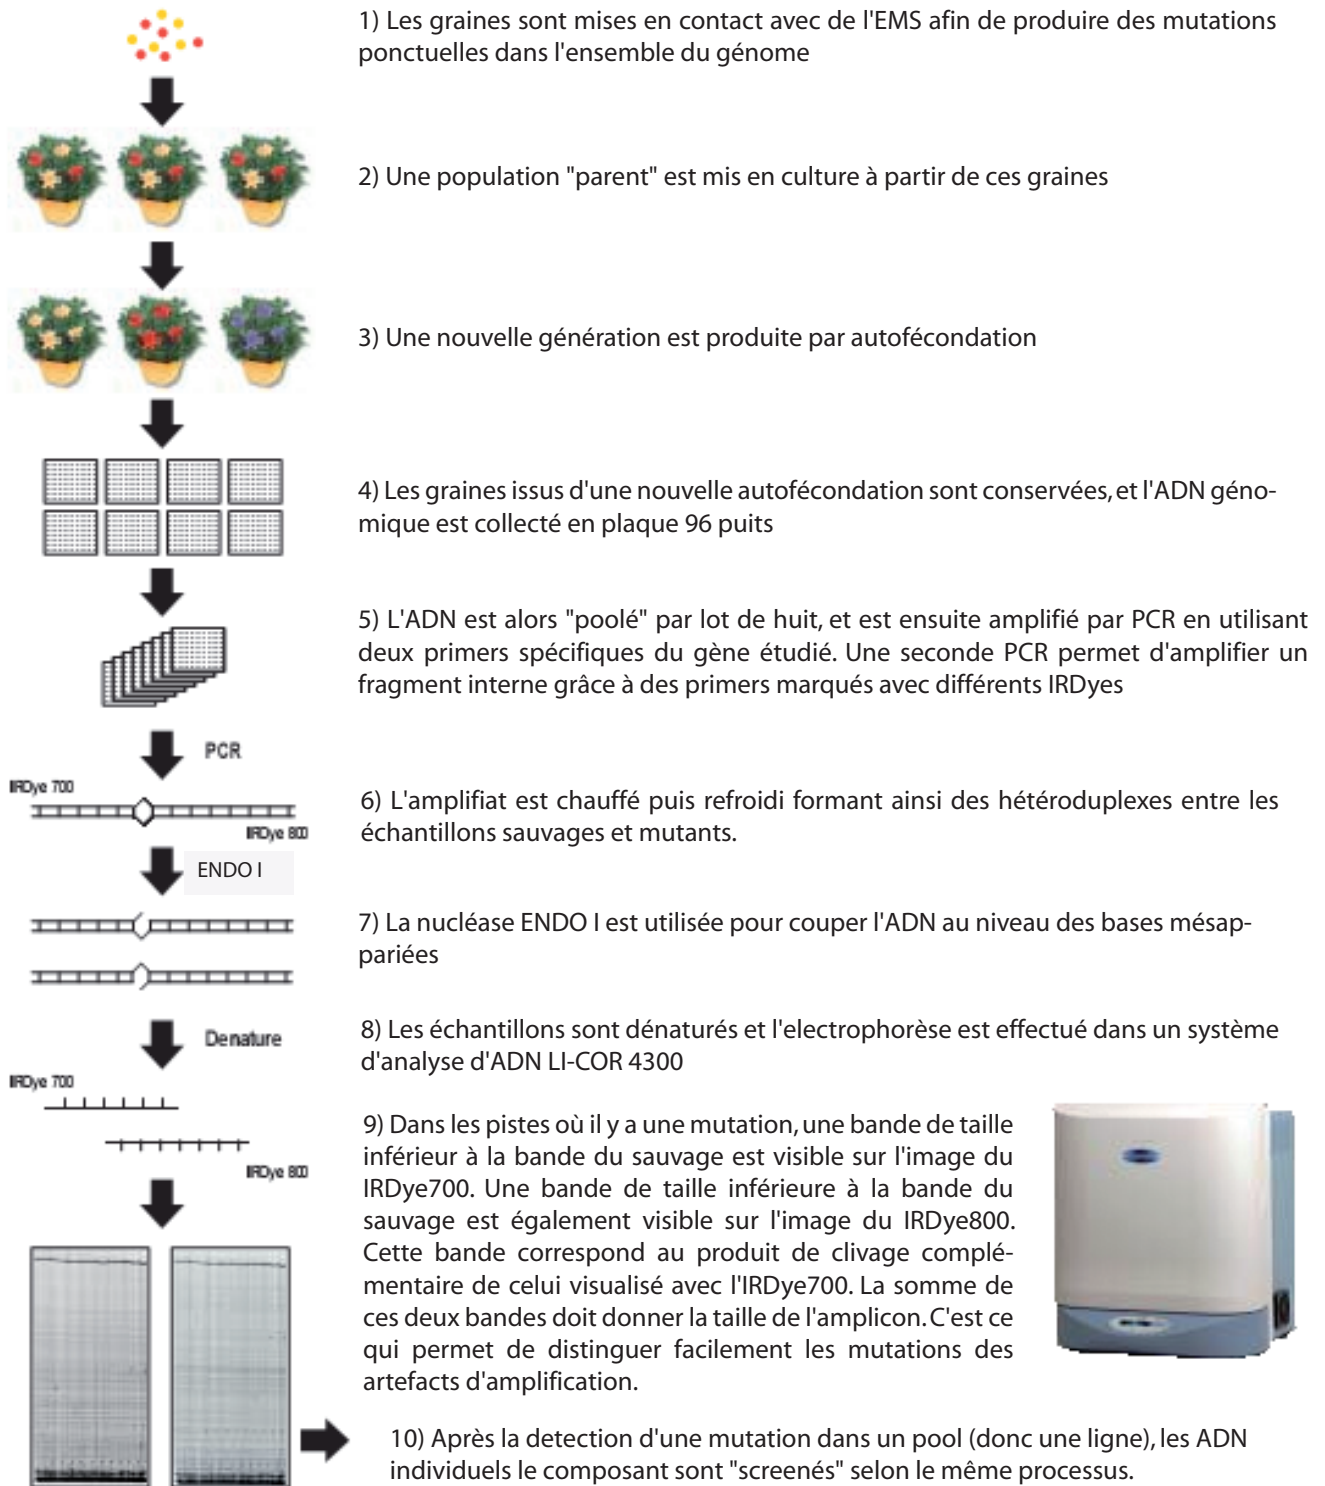 1) Les graines sont mises en contact avec de l'EMS afin de produire des mutations
ponctuelles dans l'ensemble du génome
2) Une population "parent" est mis en culture à partir de ces graines
3) Une nouvelle génération est produite par autofécondation
4) Les graines issus d'une nouvelle autofécondation sont conservées, et l'ADN géno-
mique est collecté en plaque 96 puits
5) L'ADN est alors "poolé" par lot de huit, et est ensuite amplifié par PCR en utilisant
deux primers spécifiques du gène étudié. Une seconde PCR permet d'amplifier un
fragment interne grâce à des primers marqués avec différents IRDyes
PCR
IRDye 700
IRDye 800
6) L'amplifiat est chauffé puis refroidi formant ainsi des hétéroduplexes entre les
échantillons sauvages et mutants.
ENDO I
7) La nucléase ENDO I est utilisée pour couper l'ADN au niveau des bases mésap-
pariées
Denature
8) Les échantillons sont dénaturés et l'electrophorèse est effectué dans un système
d'analyse d'ADN LI-COR 4300
IRDye 700
IRDye 800
9) Dans les pistes où il y a une mutation, une bande de taille
inférieur à la bande du sauvage est visible sur l'image du
IRDye700. Une bande de taille inférieure à la bande du
sauvage est également visible sur l'image du IRDye800.
Cette bande correspond au produit de clivage complé-
mentaire de celui visualisé avec l'IRDye700. La somme de
ces deux bandes doit donner la taille de l'amplicon. C'est ce
qui permet de distinguer facilement les mutations des
artefacts d'amplification.
10) Après la detection d'une mutation dans un pool (donc une ligne), les ADN
individuels le composant sont "screenés" selon le même processus.